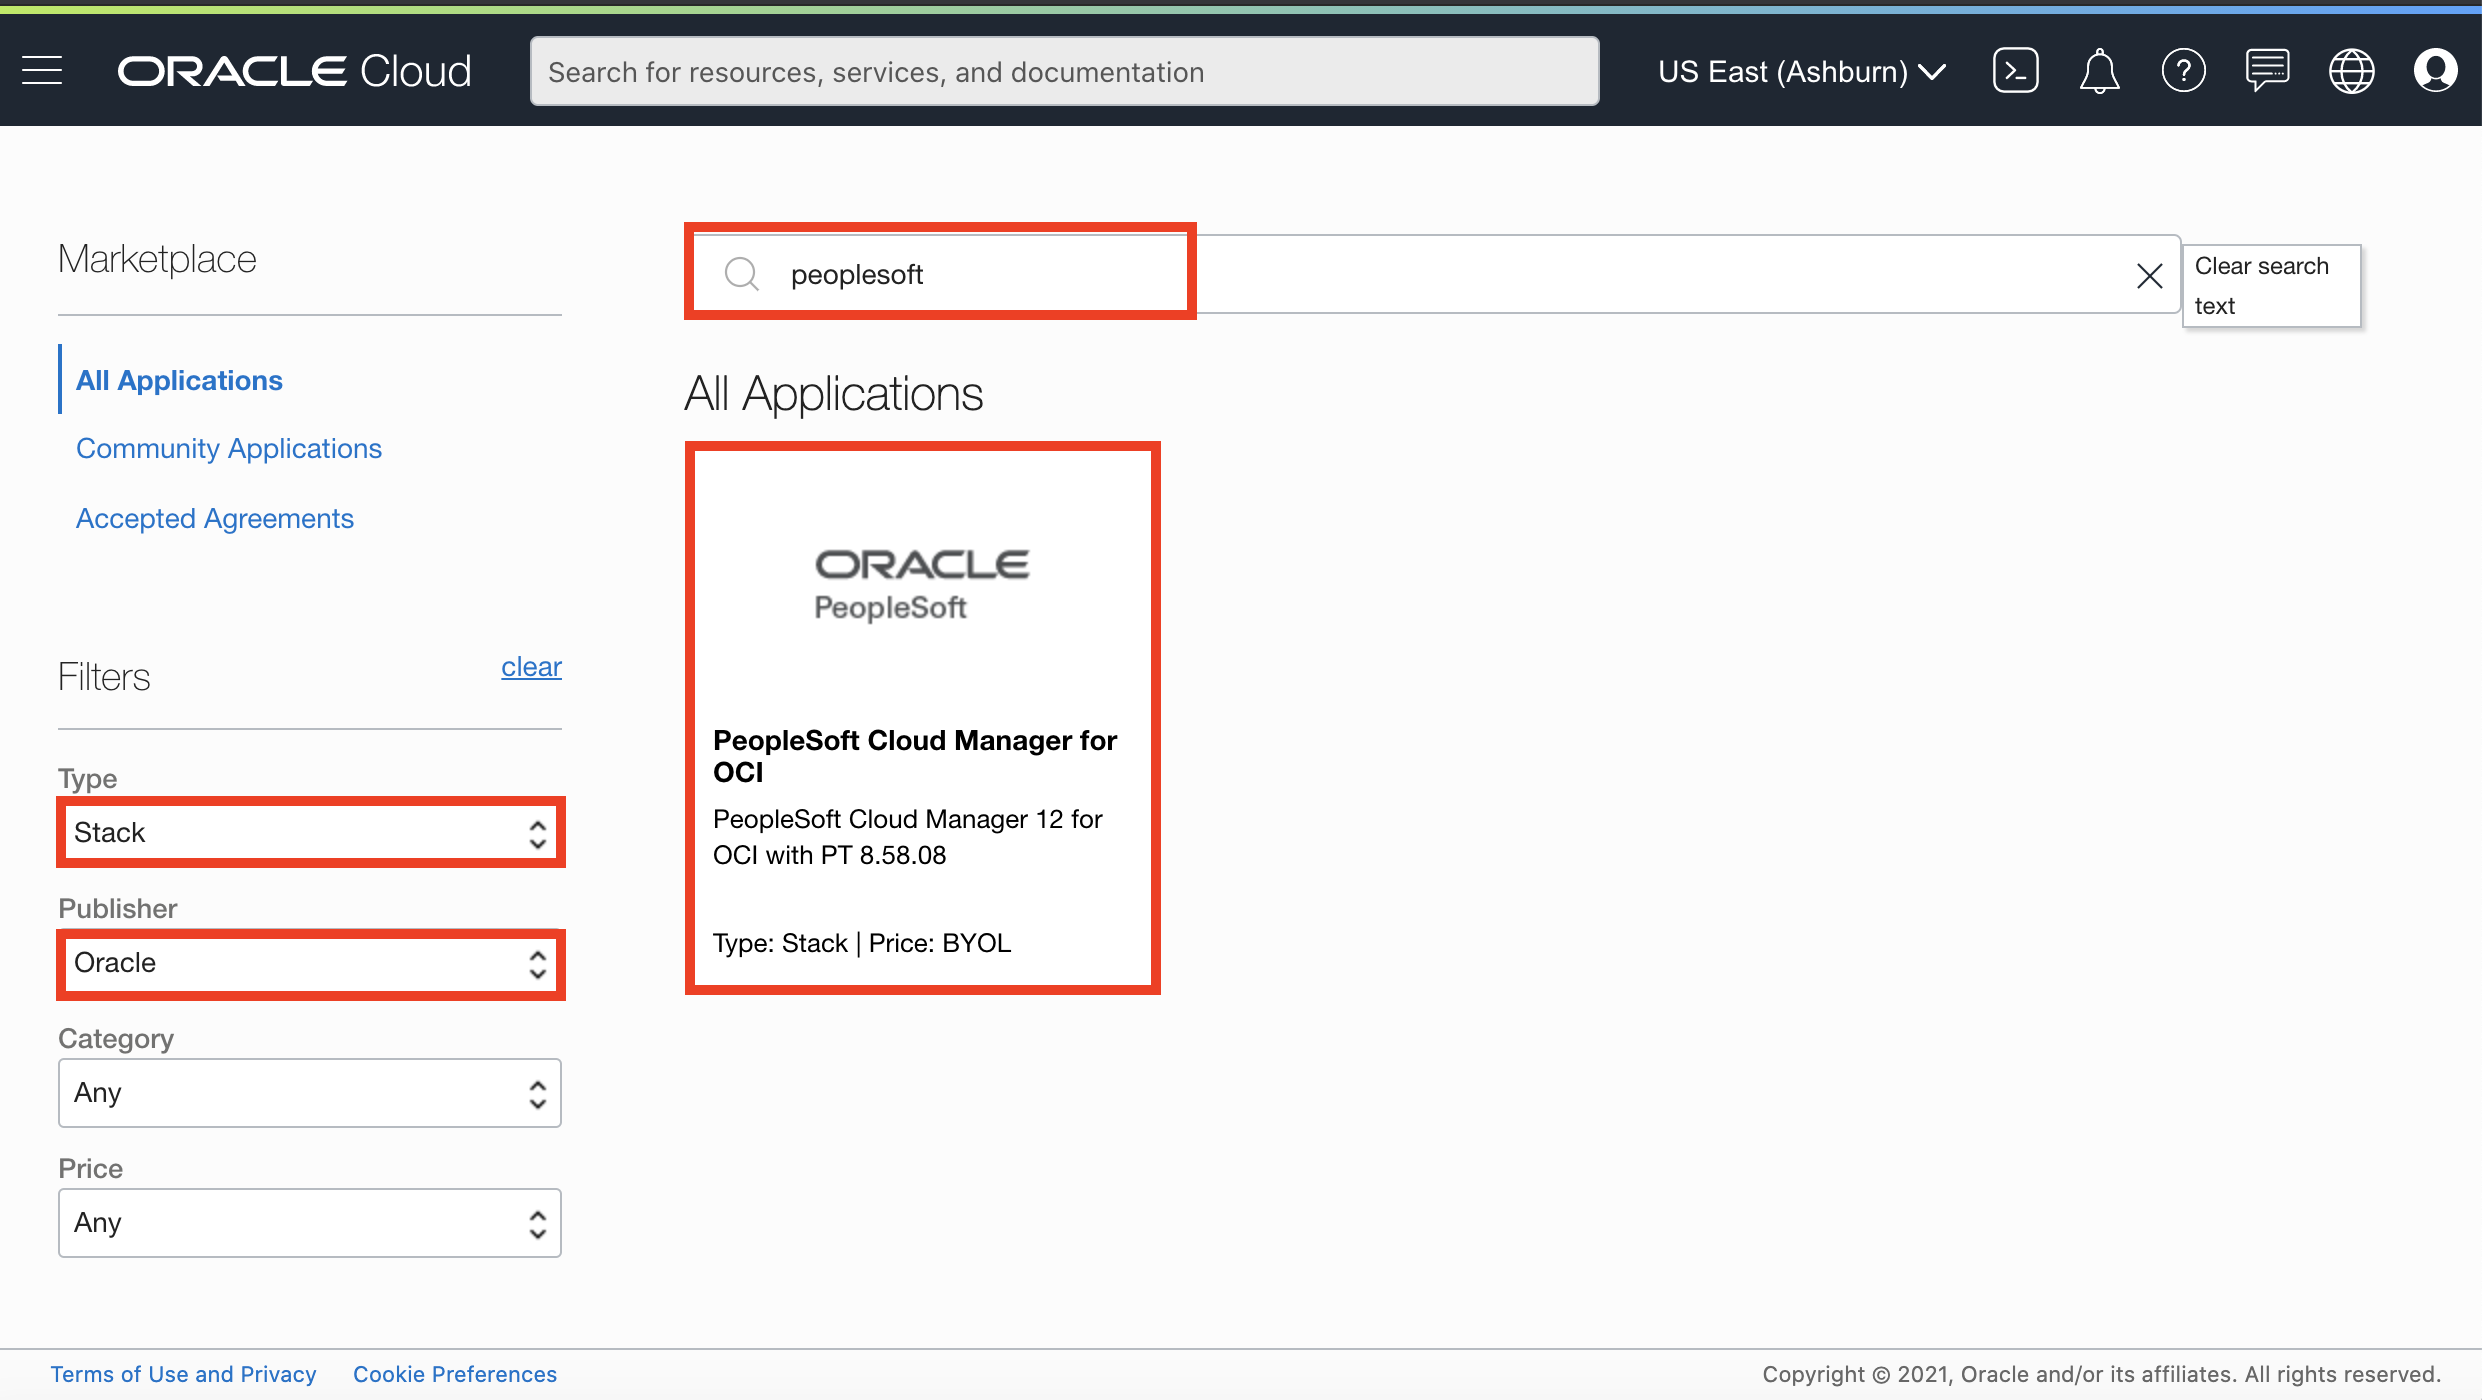 ORACLE Cloud
Search for resources, services, and documentation
US East (Ashburn)
Marketplace
All Applications
Community Applications
Accepted Agreements
Filters
clear
Type
Stack
Publisher
Oracle
Category
Any
Price
Any
peoplesoft
Clear search
text
All Applications
ORACLE
PeopleSoft
PeopleSoft Cloud Manager for
OCI
PeopleSoft Cloud Manager 12 for
OCI with PT 8.58.08
Type: Stack | Price: BYOL
Terms of Use and Privacy
Cookie Preferences
Copyright © 2021, Oracle and/or its affiliates. All rights reserved.